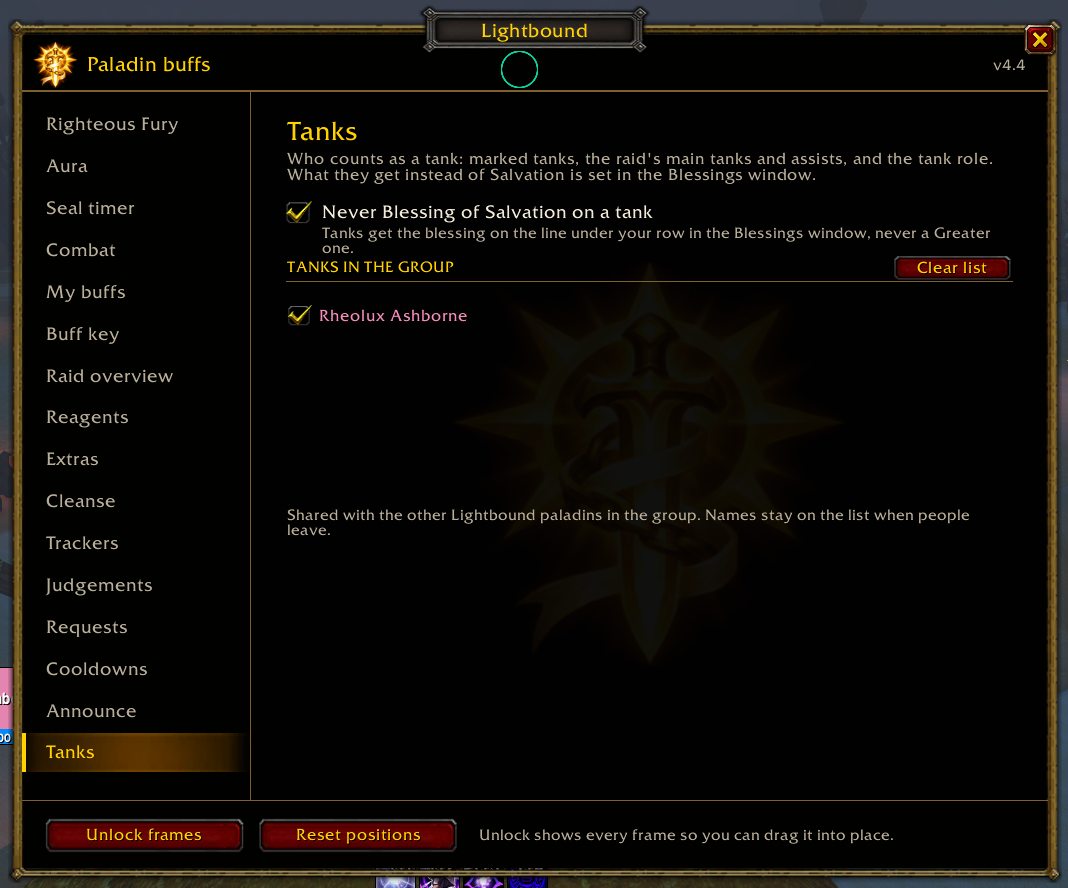 Lightbound
Paladin buffs
v4.4
Righteous Fury
Aura
Seal timer
Combat
My buffs
Buff key
Raid overview
Reagents
Extras
Cleanse
Trackers
Judgements
Requests
Cooldowns
Announce
Tanks
Tanks
Who counts as a tank: marked tanks, the raid's main tanks and assists, and the tank role.
What they get instead of Salvation is set in the Blessings window.
Never Blessing of Salvation on a tank
Tanks get the blessing on the line under your row in the Blessings window, never a Greater
one.
TANKS IN THE GROUP
Clear list
Rheolux Ashborne
Shared with the other Lightbound paladins in the group. Names stay on the list when people
leave.
Unlock frames
Reset positions
Unlock shows every frame so you can drag it into place.